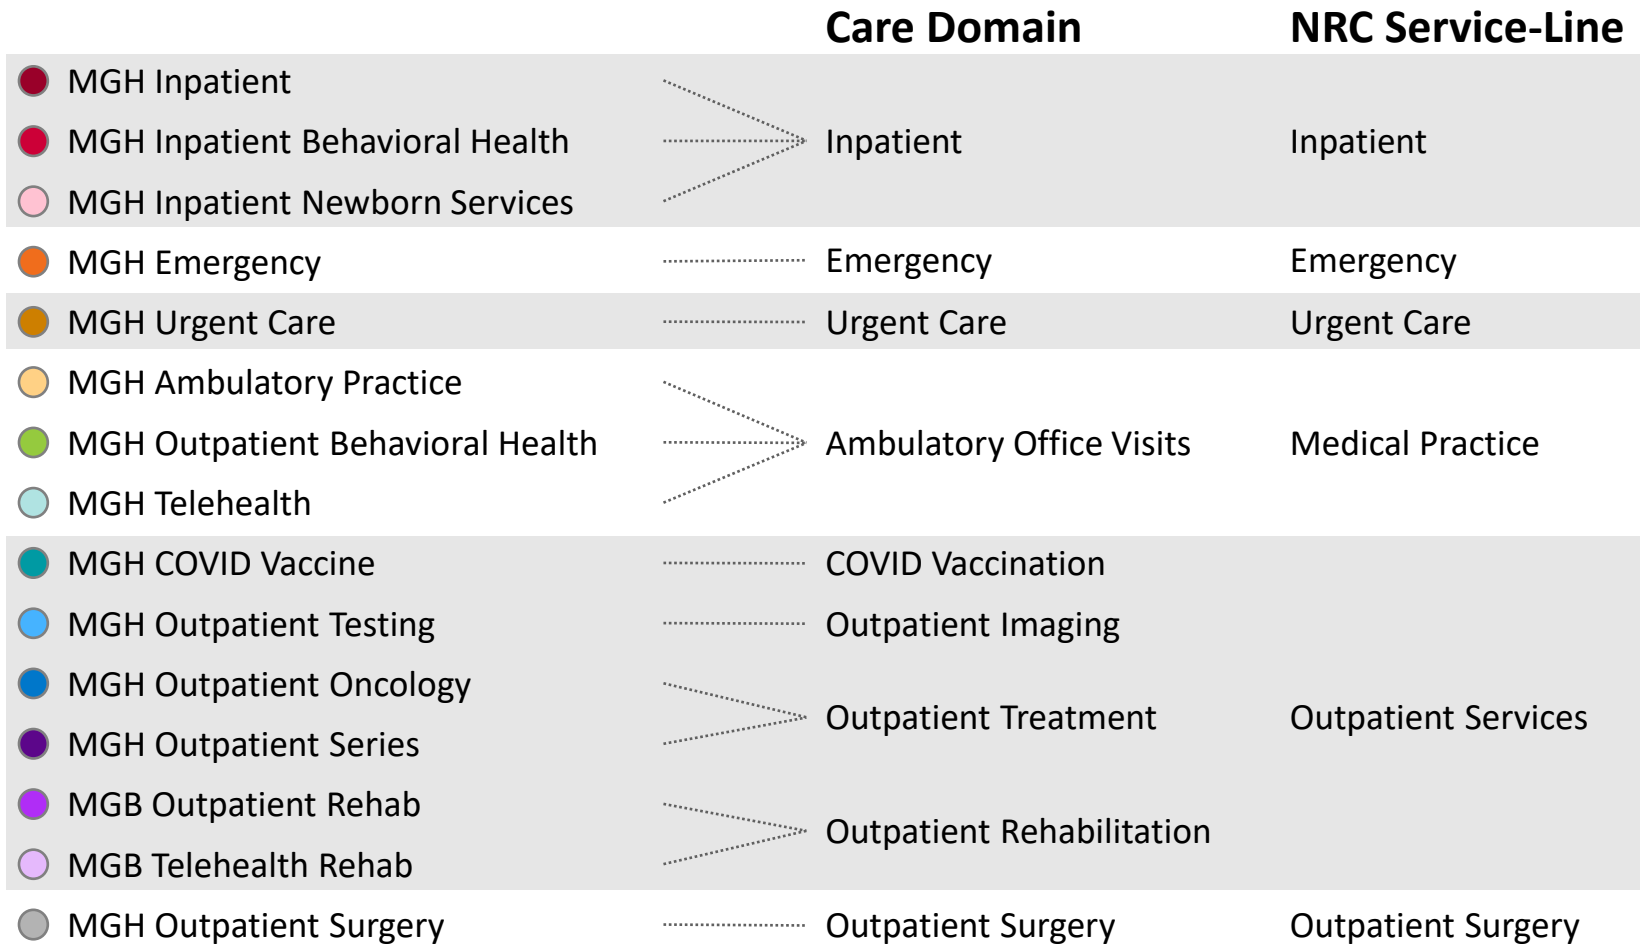 Care Domain NRC Service-Line
MGH Inpatient
MGH Inpatient Behavioral Health Inpatient Inpatient
MGH Inpatient Newborn Services
MGH Emergency Emergency Emergency
MGH Urgent Care Urgent Care Urgent Care
MGH Ambulatory Practice
MGH Outpatient Behavioral Health Ambulatory Office Visits Medical Practice
MGH Telehealth
MGH COVID Vaccine COVID Vaccination
MGH Outpatient Testing Outpatient Imaging
MGH Outpatient Oncology
Outpatient Treatment Outpatient Services
MGH Outpatient Series
MGB Outpatient Rehab
Outpatient Rehabilitation
MGB Telehealth Rehab
MGH Outpatient Surgery Outpatient Surgery Outpatient Surgery